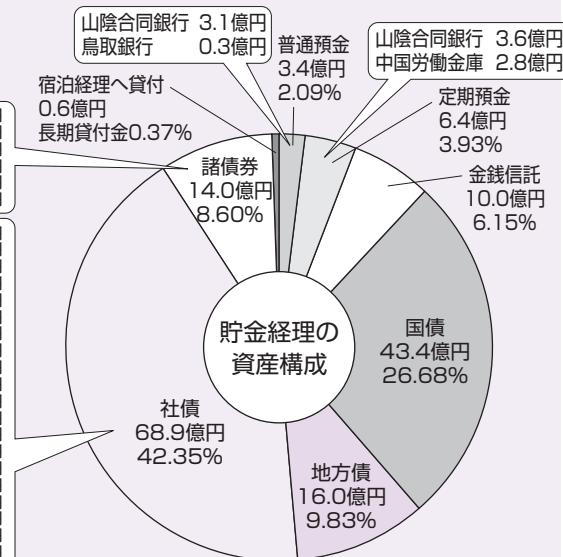 山陰合同銀行 3.1億円
鳥取銀行 0.3億円
普通預金
3.4億円
2.09%
山陰合同銀行 3.6億円
中国労働金庫 2.8億円
宿泊経理へ貸付
0.6億円
長期貸付金0.37%
定期預金
6.4億円
3.93%
諸債券
14.0億円
8.60%
金銭信託
10.0億円
6.15%
貯金経理の
資産構成
国債
43.4億円
26.68%
社債
68.9億円
42.35%
地方債
16.0億円
9.83%